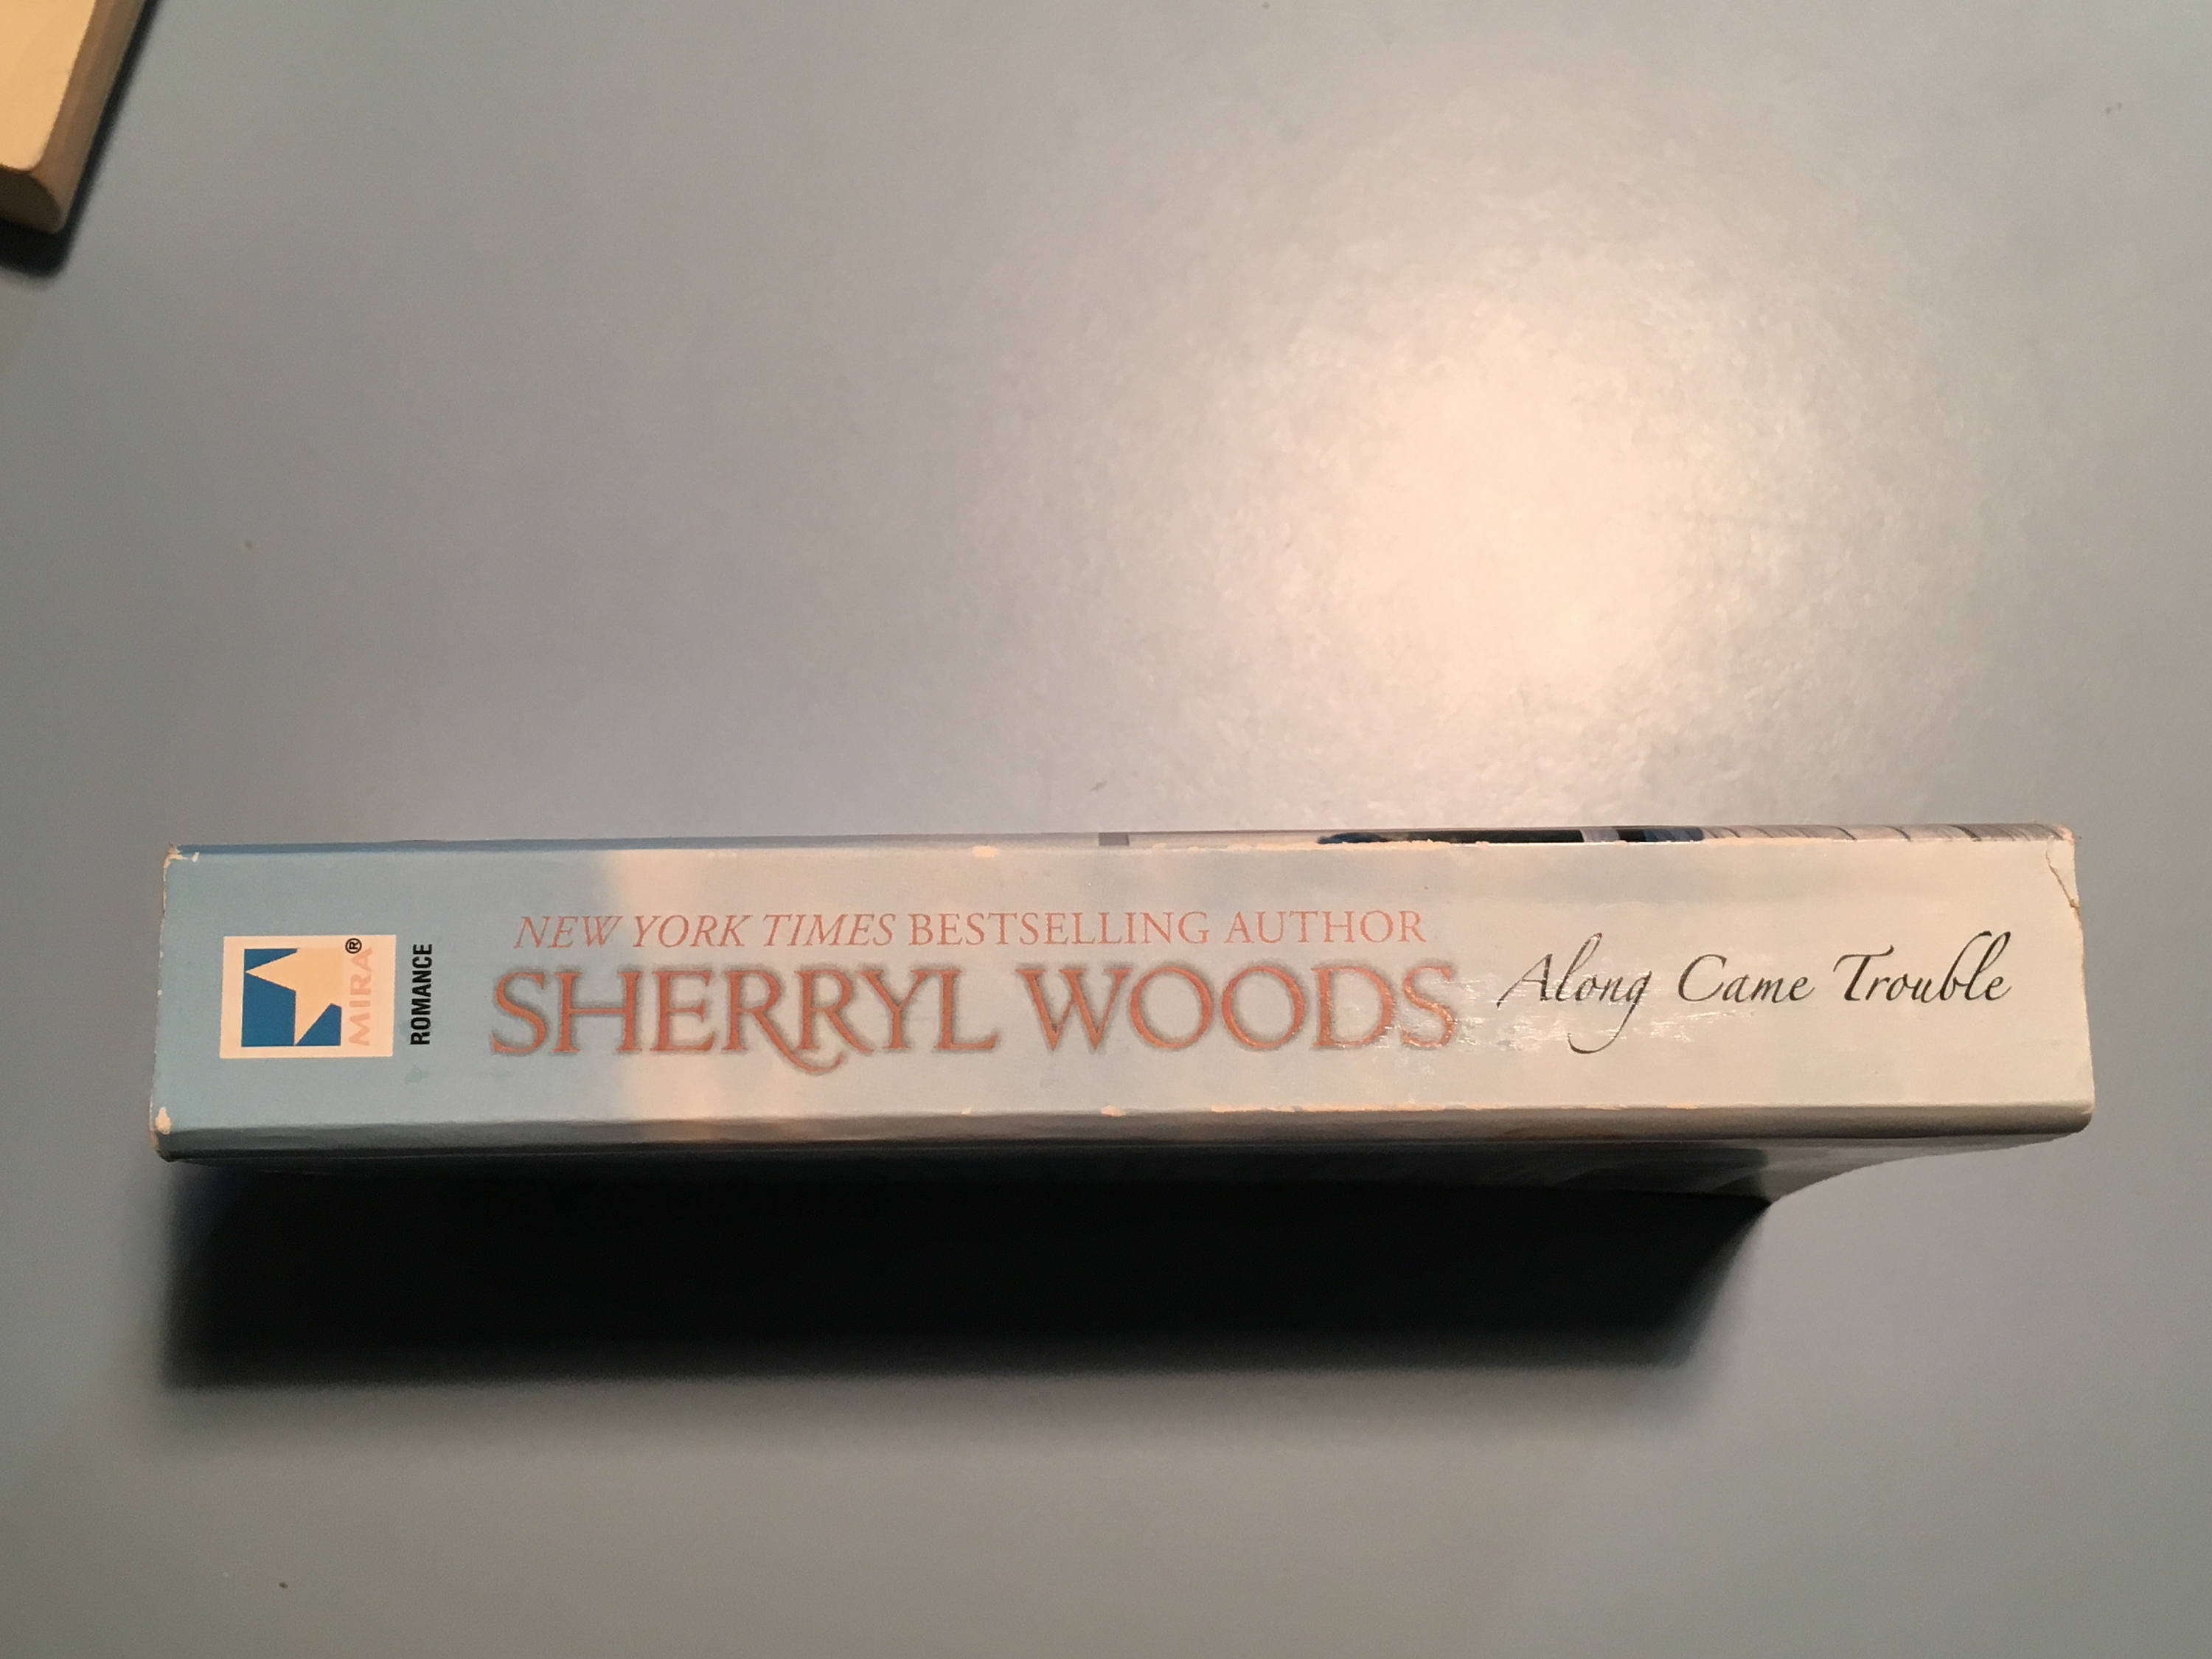 MIRA®
ROMANCE
NEW YORK TIMES BESTSELLING AUTHOR
SHERRYL WOODS
Along Came Trouble